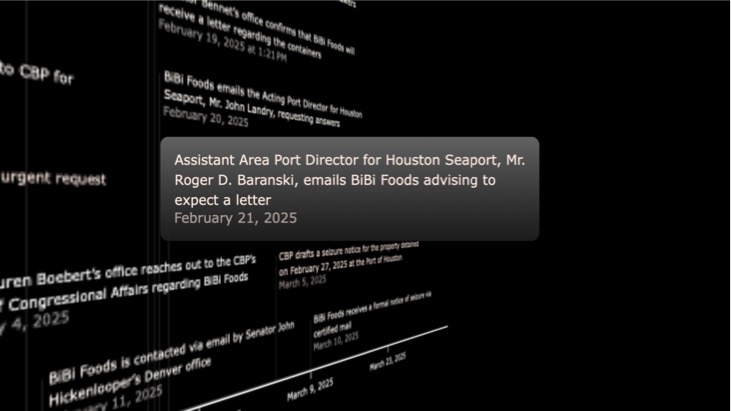 Bennet's office confirms that BiBi Foods will
receive a letter regarding the containers
February 19, 2025 at 1:21PM
to CBP for
BiBi Foods emails the Acting Port Director for Houston
Seaport, Mr. John Landry, requesting answers
February 20, 2025
urgent request
Assistant Area Port Director for Houston Seaport, Mr.
Roger D. Baranski, emails BiBi Foods advising to
expect a letter
February 21, 2025
uren Boebert's office reaches out to the CBP's
f Congressional Affairs regarding BiBi Foods
y 4, 2025
CBP drafts a seizure notice for the property detained
on February 27, 2025 at the Port of Houston
March 5, 2025
BiBi Foods is contacted via email by Senator John
Hickenlooper's Denver office
ruary 11, 2025
BiBi Foods receives a formal notice of seizure via
certified mail
March 10, 2025
March 9, 2025
March 23, 2025